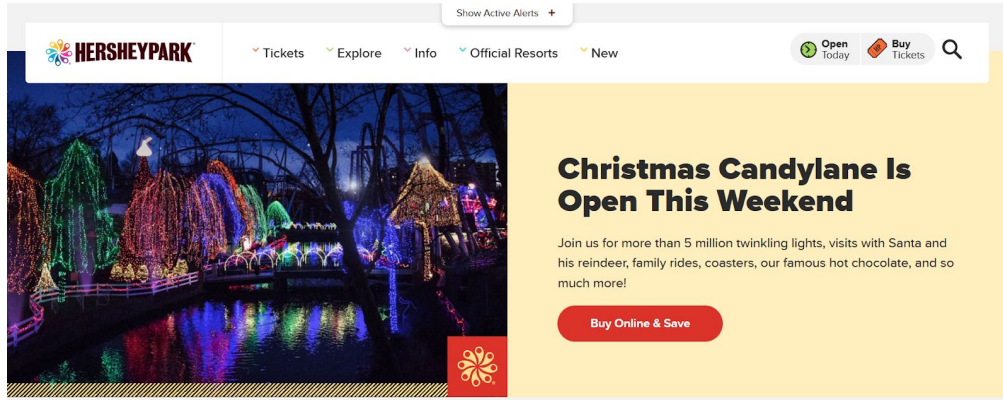 Show Active Alerts +
HERSHEYPARK
Tickets
Explore
Info
Official Resorts
New
Open
Today
Buy
Tickets
Christmas Candylane Is
Open This Weekend
Join us for more than 5 million twinkling lights, visits with Santa and
his reindeer, family rides, coasters, our famous hot chocolate, and so
much more!
Buy Online & Save